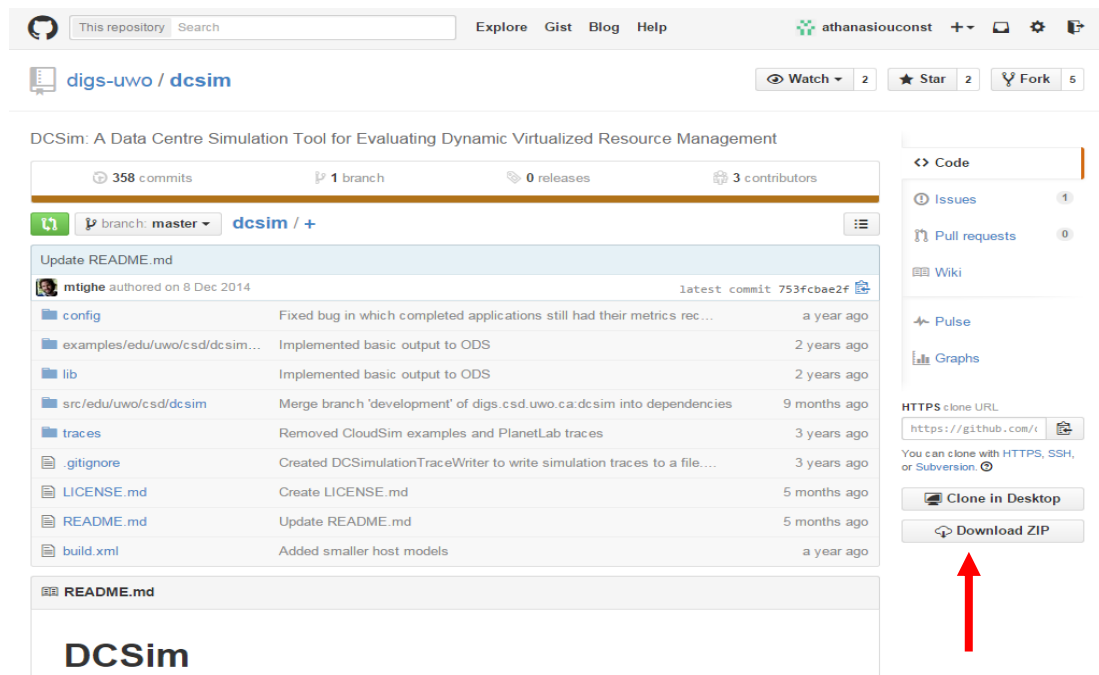 This repository Search Explore Gist Blog Help athanasiouconst
digs-uwo / dcsim Watch 2 Star 2 Fork 5
DCSim: A Data Centre Simulation Tool for Evaluating Dynamic Virtualized Resource Management
358 commits 1 branch 0 releases 3 contributors
branch: master dcsim / +
Update README.md
mtighe authored on 8 Dec 2014 latest commit 753fcbae2f
config Fixed bug in which completed applications still had their metrics rec... a year ago
examples/edu/uwo/csd/dcsim... Implemented basic output to ODS 2 years ago
lib Implemented basic output to ODS 2 years ago
src/edu/uwo/csd/dcsim Merge branch 'development' of digs.csd.uwo.ca:dcsim into dependencies 9 months ago
traces Removed CloudSim examples and PlanetLab traces 3 years ago
.gitignore Created DCSimulationTraceWriter to write simulation traces to a file.... 3 years ago
LICENSE.md Create LICENSE.md 5 months ago
README.md Update README.md 5 months ago
build.xml Added smaller host models a year ago
README.md
DCSim
Code
Issues 1
Pull requests 0
Wiki
Pulse
Graphs
HTTPS clone URL
https://github.com/
You can clone with HTTPS, SSH,
or Subversion.
Clone in Desktop
Download ZIP